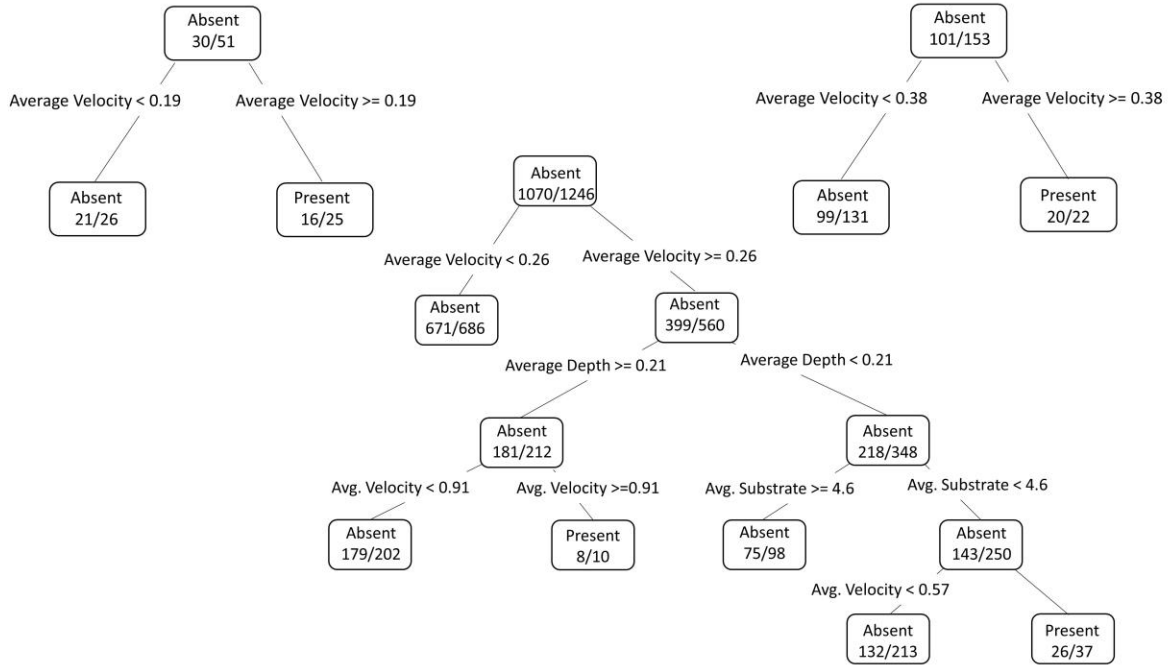 Absent
30/51
Average Velocity < 0.19
Average Velocity >= 0.19
Absent
21/26
Present
16/25
Absent
101/153
Average Velocity < 0.38
Average Velocity >= 0.38
Absent
99/131
Present
20/22
Absent
1070/1246
Average Velocity < 0.26
Average Velocity >= 0.26
Absent
671/686
Absent
399/560
Average Depth >= 0.21
Average Depth < 0.21
Absent
181/212
Absent
218/348
Avg. Velocity < 0.91
Avg. Velocity >=0.91
Avg. Substrate >= 4.6
Avg. Substrate < 4.6
Absent
179/202
Present
8/10
Absent
75/98
Absent
143/250
Avg. Velocity < 0.57
Absent
132/213
Present
26/37